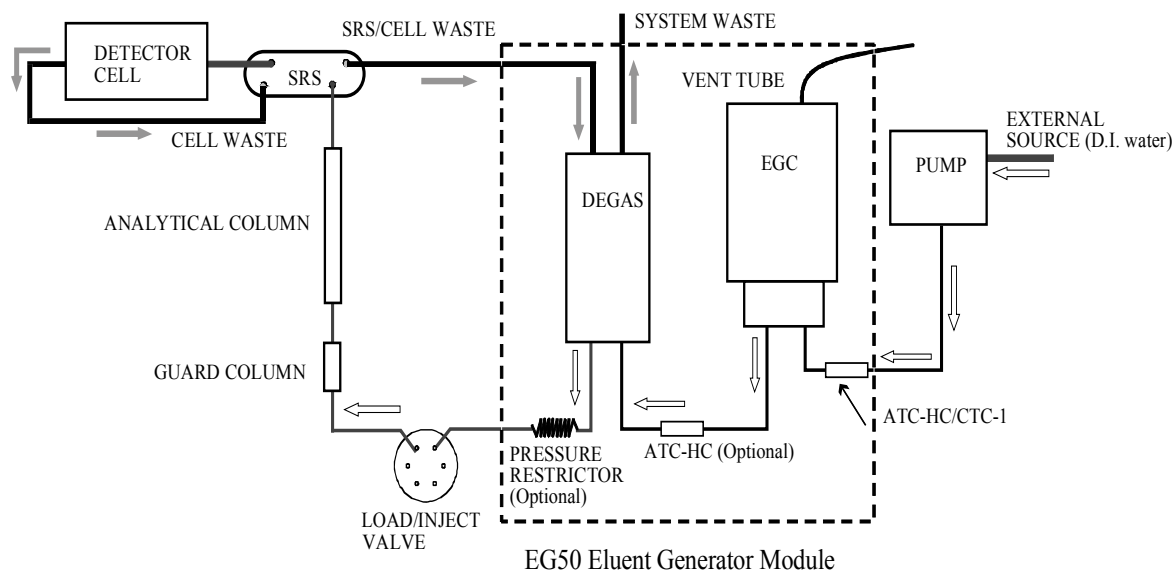 SYSTEM WASTE
SRS/CELL WASTE
DETECTOR
CELL
SRS
VENT TUBE
CELL WASTE
EXTERNAL
SOURCE (D.I. water)
PUMP
EGC
DEGAS
ANALYTICAL COLUMN
GUARD COLUMN
ATC-HC/CTC-1
PRESSURE
RESTRICTOR
(Optional)
ATC-HC (Optional)
LOAD/INJECT
VALVE
EG50 Eluent Generator Module